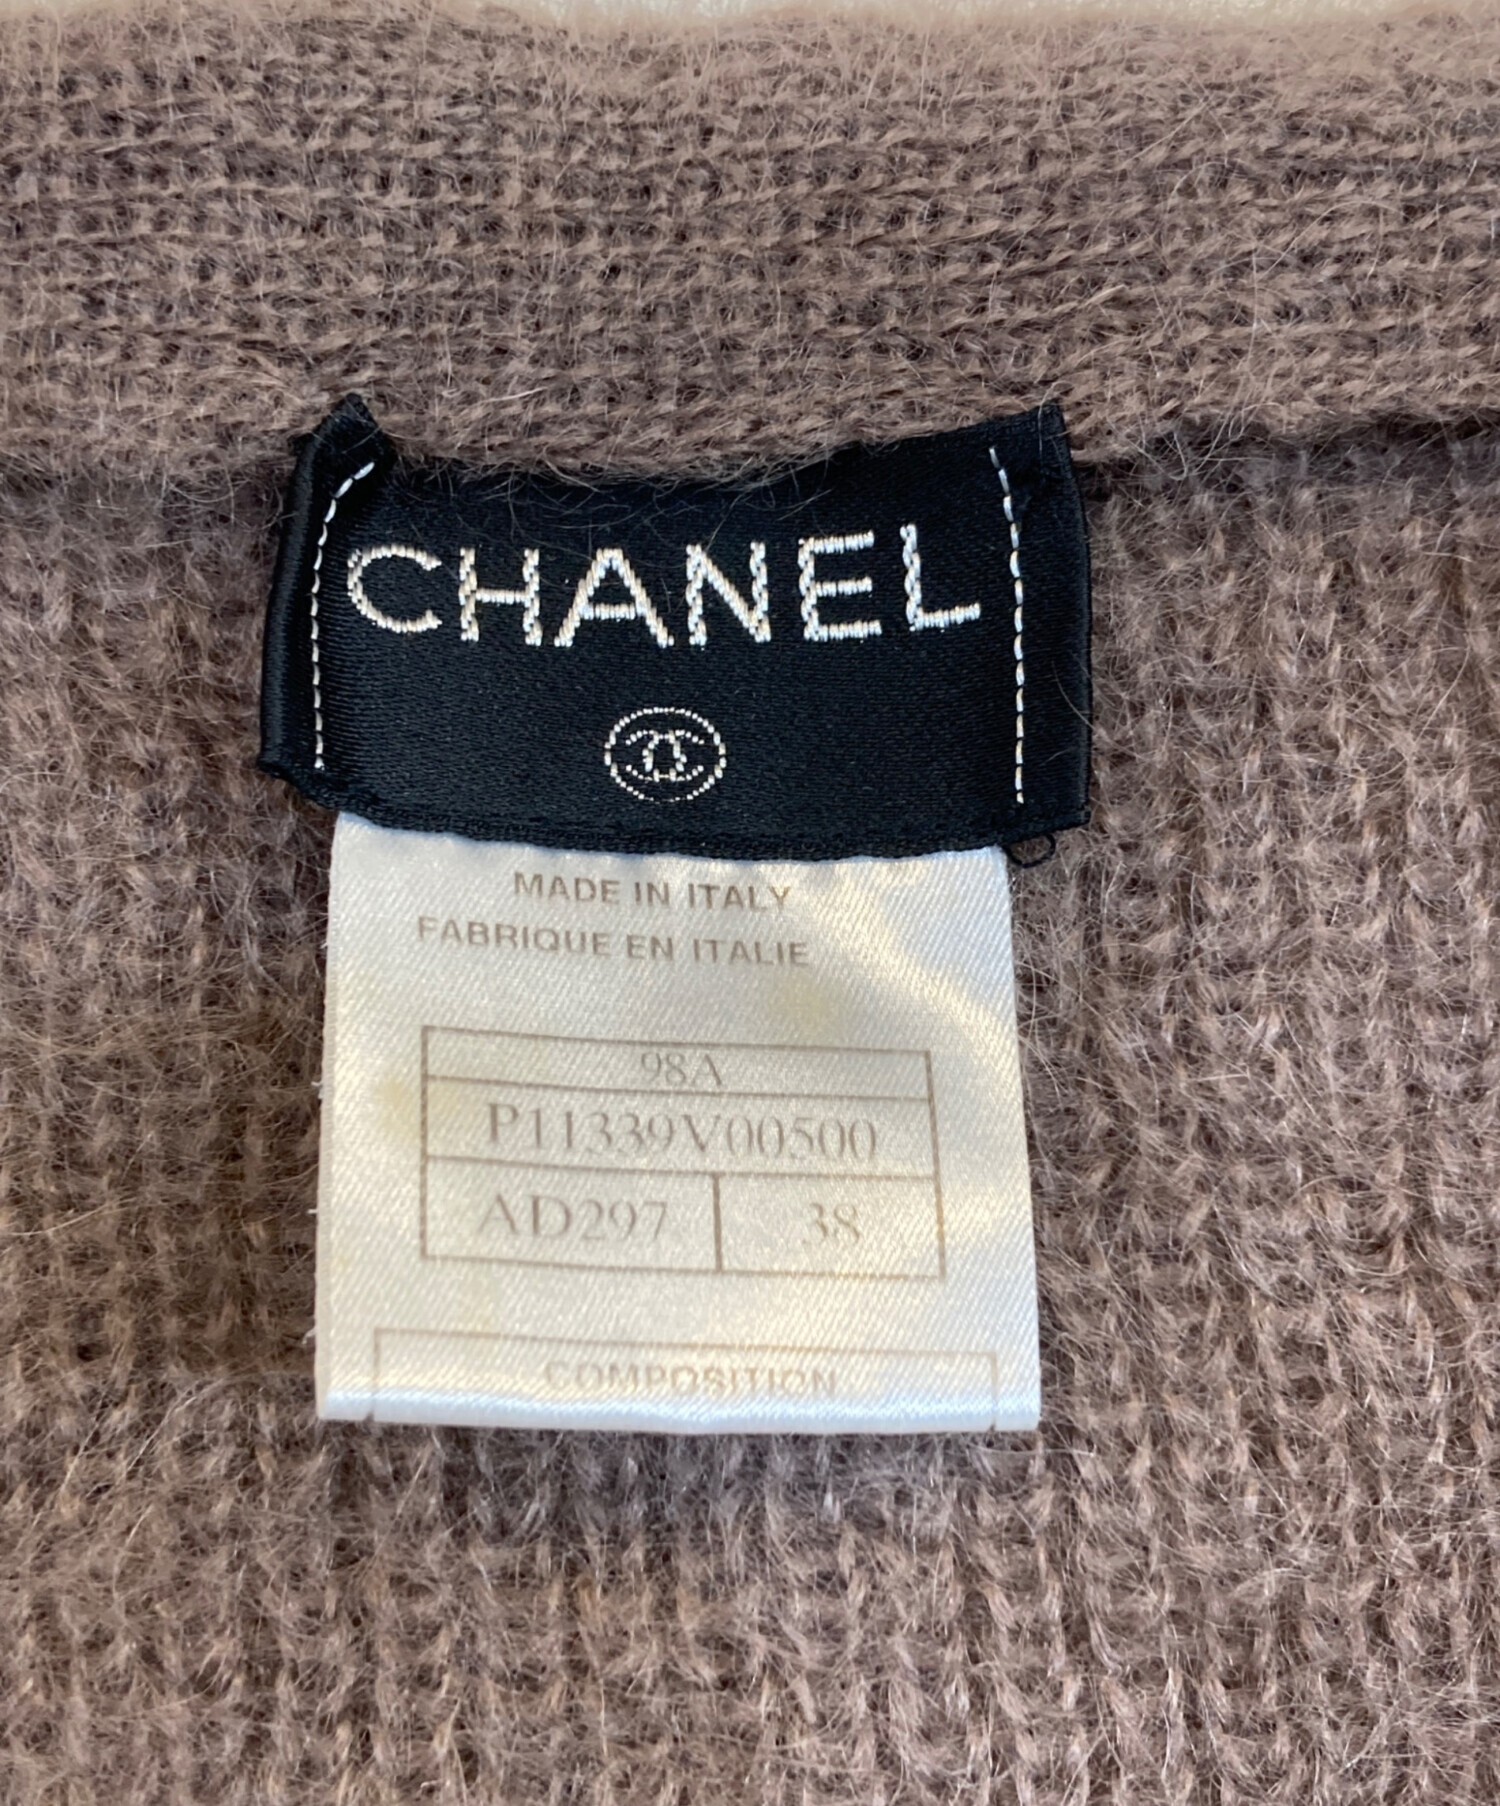 CHANEL
MADE IN ITALY
FABRIQUE EN ITALIE
98A
P11339V00500
AD297 38
COMPOSITION